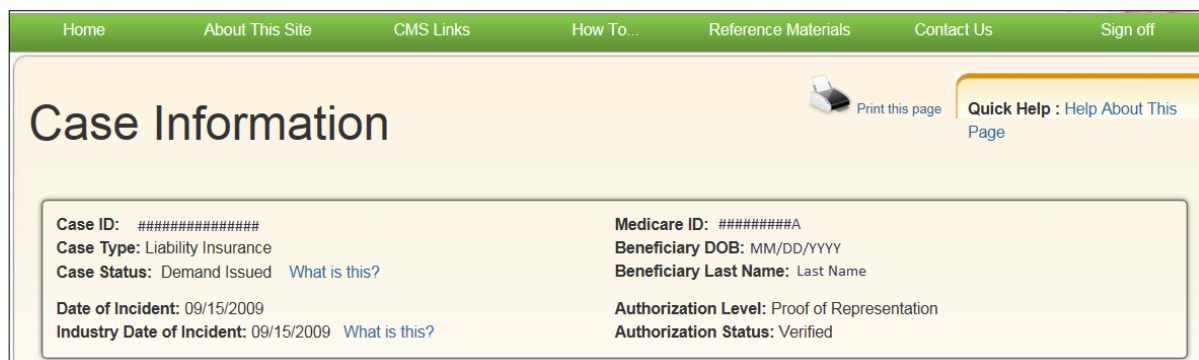 Home About This Site CMS Links How To... Reference Materials Contact Us Sign off
Print this page
Quick Help : Help About This
Page
Case Information
Case ID: ###############
Case Type: Liability Insurance
Case Status: Demand Issued What is this?
Date of Incident: 09/15/2009
Industry Date of Incident: 09/15/2009 What is this?
Medicare ID: #########A
Beneficiary DOB: MM/DD/YYYY
Beneficiary Last Name: Last Name
Authorization Level: Proof of Representation
Authorization Status: Verified